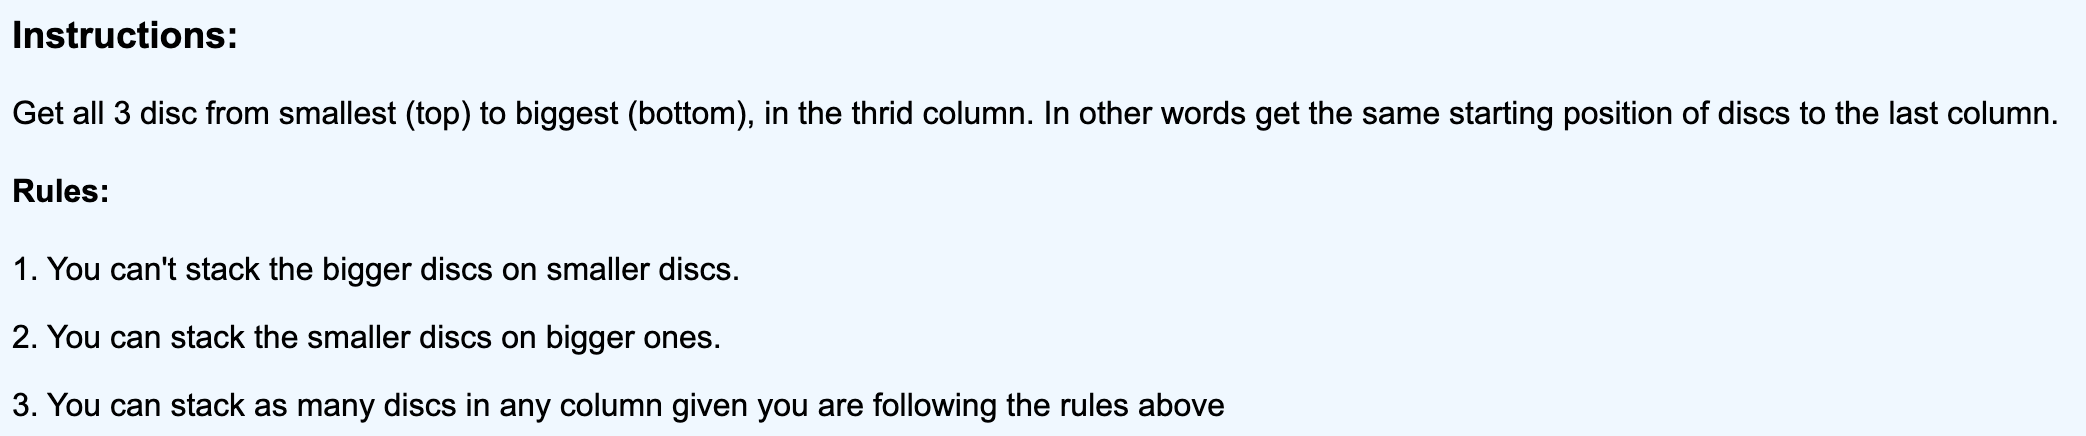 Instructions:
Get all 3 disc from smallest (top) to biggest (bottom), in the thrid column. In other words get the same starting position of discs to the last column.
Rules:
1. You can't stack the bigger discs on smaller discs.
2. You can stack the smaller discs on bigger ones.
3. You can stack as many discs in any column given you are following the rules above